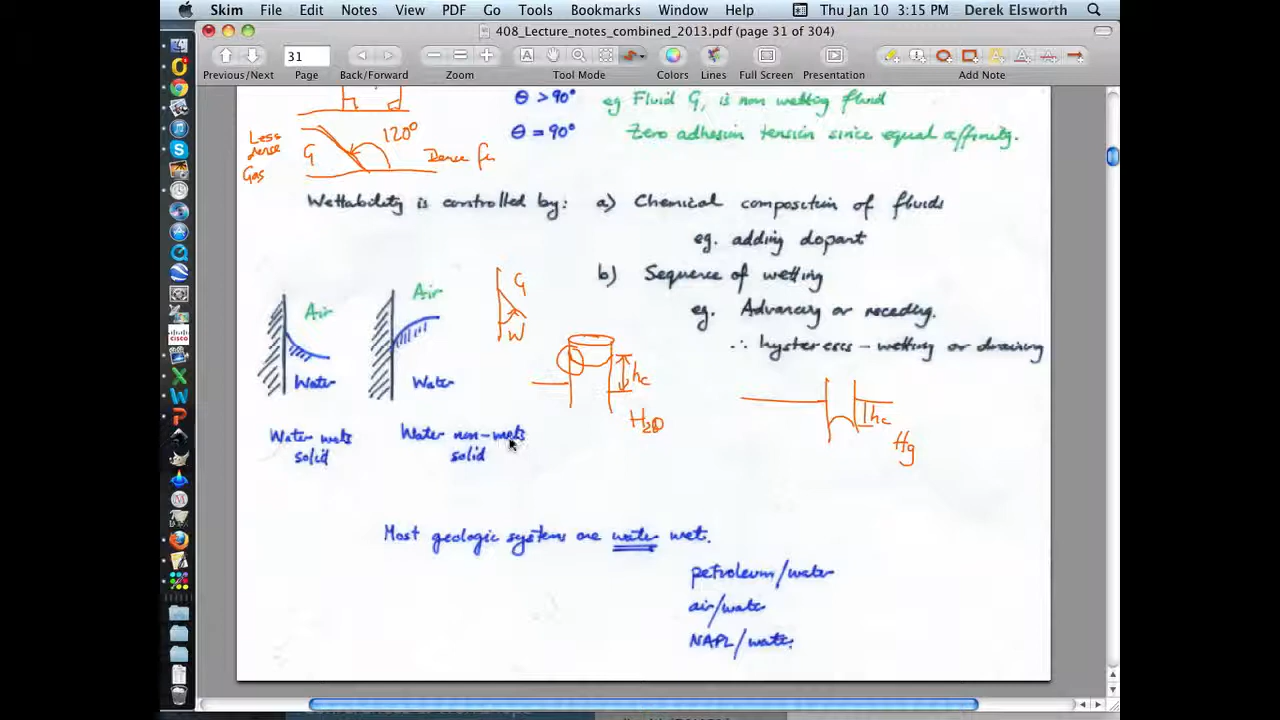 Skim File Edit Notes View PDF Go Tools Bookmarks Window Help Thu Jan 10 3:15 PM Derek Elsworth
408_Lecture_notes_combined_2013.pdf (page 31 of 304)
31
Previous/Next Page Back/Forward Zoom Tool Mode Colors Lines Full Screen Presentation Add Note
θ > 90° eg Fluid G, is non wetting fluid
θ = 90° Zero adhesion tension since equal affinity.
Less
dense
Gas
G
120°
Dense
Wettability is controlled by: a) Chemical composition of fluids
eg. adding dopant
b) Sequence of wetting
eg. Advancing or receding.
∴ hysteresis - wetting or draining
Air
Water
Water wets
solid
Air
Water
Water non-wets
solid
G
W
hc
H2O
hc
Hg
Most geologic systems are water wet.
petroleum/water
air/water
NAPL/water.
CISCO